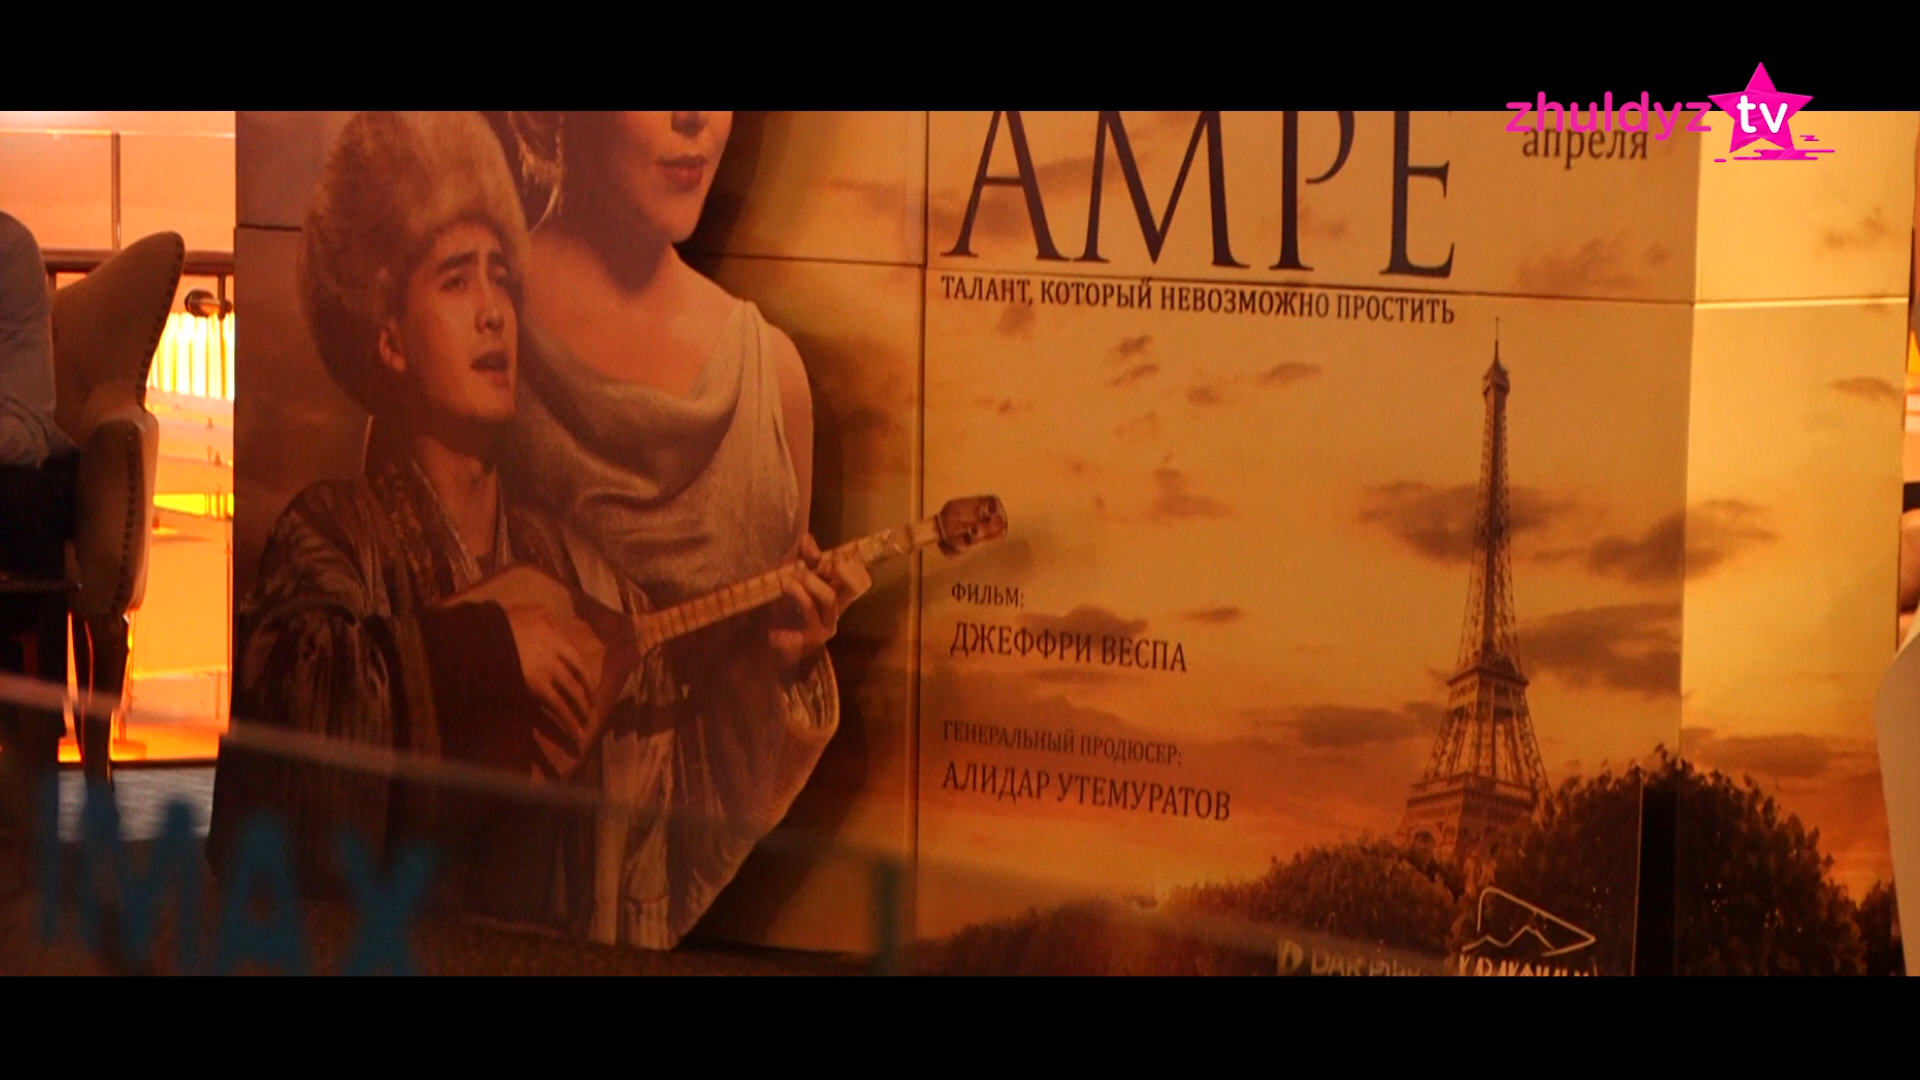 zhuldyz tv
апреля
АМРЕ
ТАЛАНТ, КОТОРЫЙ НЕВОЗМОЖНО ПРОСТИТЬ
ФИЛЬМ:
ДЖЕФФРИ ВЕСПА
ГЕНЕРАЛЬНЫЙ ПРОДЮСЕР:
АЛИДАР УТЕМУРАТОВ
IMAX